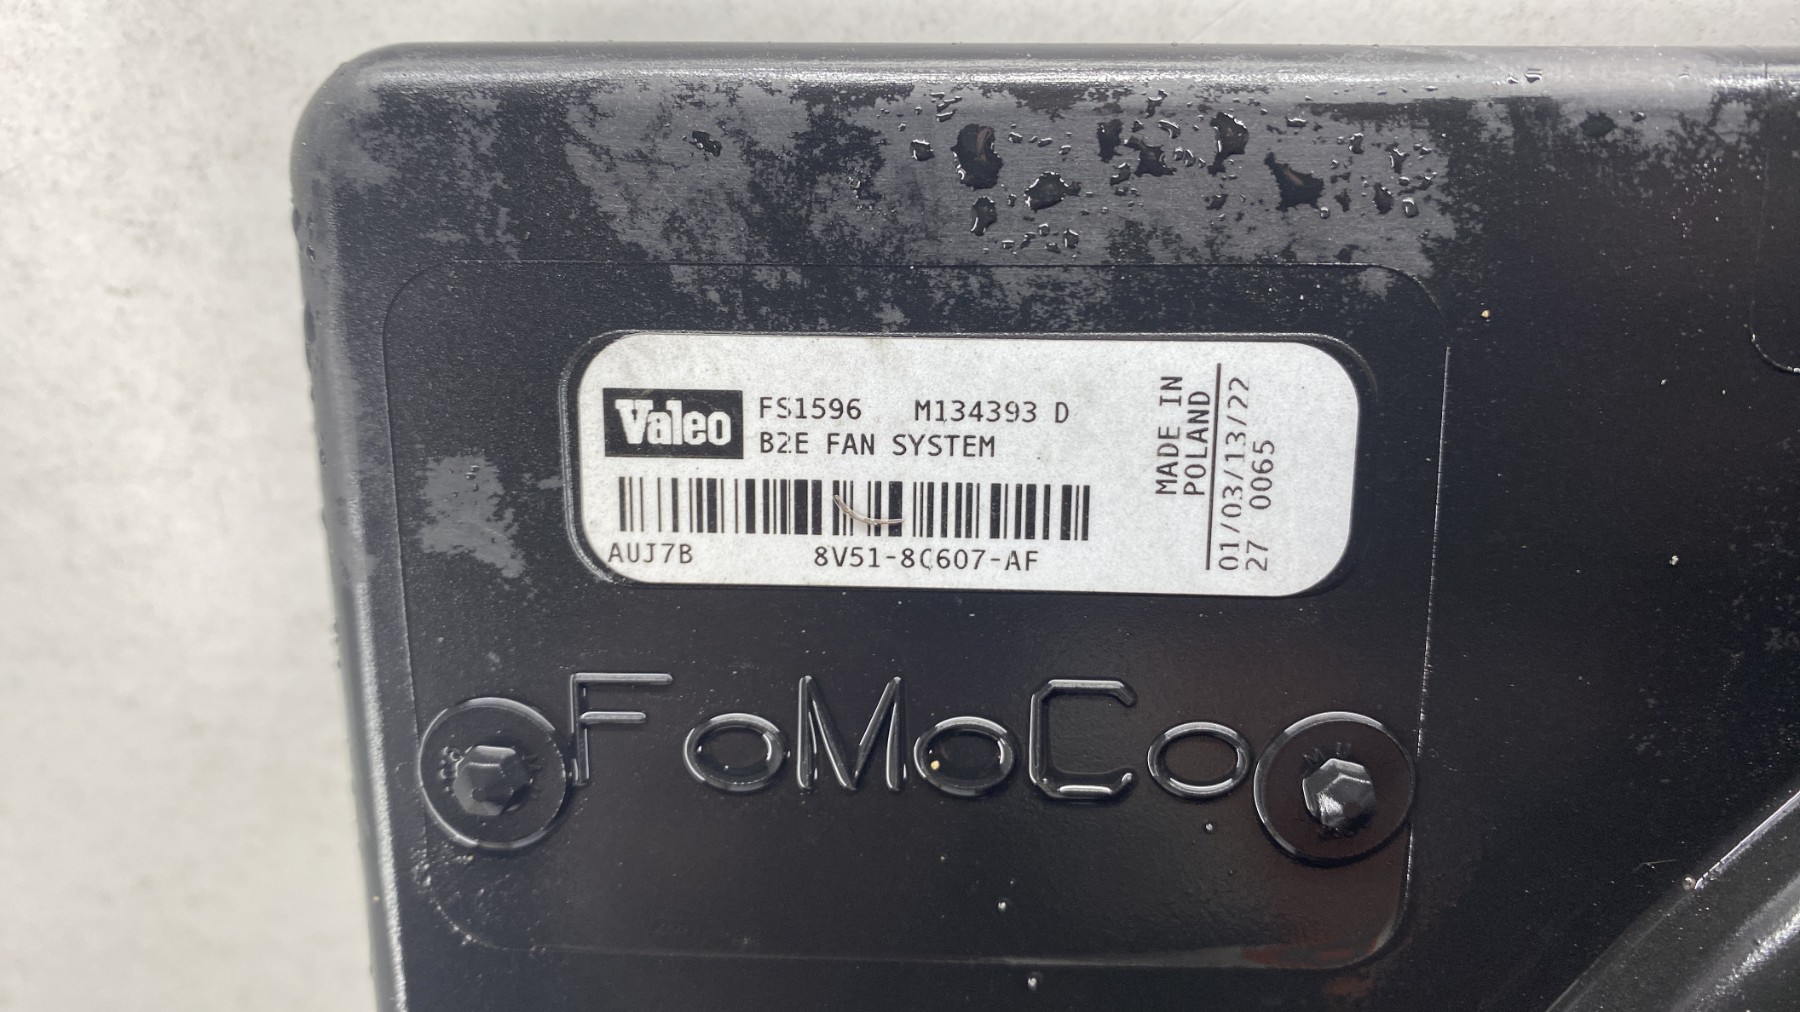 Valeo
FS1596 M134393 D
B2E FAN SYSTEM
AUJ7B 8V51-8C607-AF
MADE IN
POLAND
01/03/13/22
27 0065
FoMoCo